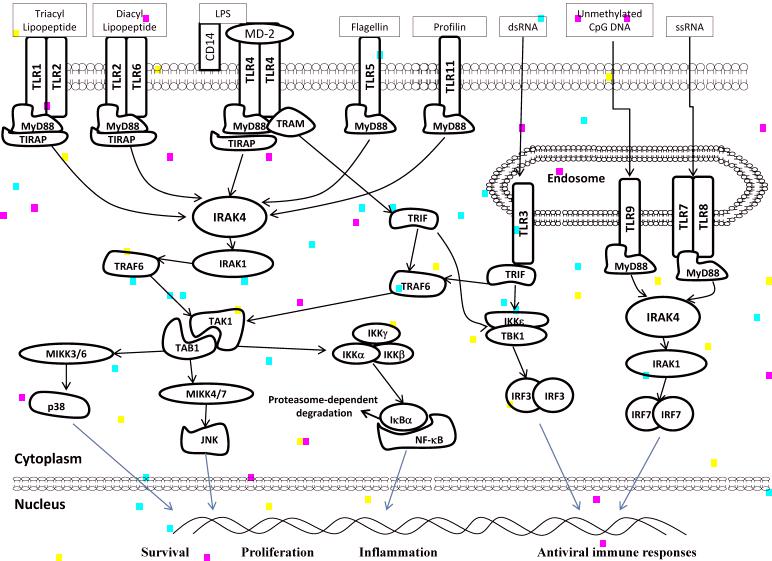 Triacyl
Lipopeptide
Diacyl
Lipopeptide
LPS
Flagellin
Profilin
dsRNA
Unmethylated
CpG DNA
ssRNA
TLR1
TLR2
TLR2
TLR6
CD14
MD-2
TLR4
TLR4
TLR5
TLR11
MyD88
TIRAP
MyD88
TIRAP
MyD88
TRAM
TIRAP
MyD88
MyD88
Endosome
TLR3
TLR9
TLR7
TLR8
IRAK4
TRIF
IRAK1
TRAF6
TRIF
MyD88
MyD88
TRAF6
TAK1
TAB1
IKKγ
IKKα
IKKβ
IKKε
TBK1
IRAK4
MIKK3/6
IRAK1
MIKK4/7
p38
Proteasome-dependent
degradation
IκBα
NF-κB
IRF3
IRF3
IRF7
IRF7
JNK
Cytoplasm
Nucleus
Survival
Proliferation
Inflammation
Antiviral immune responses